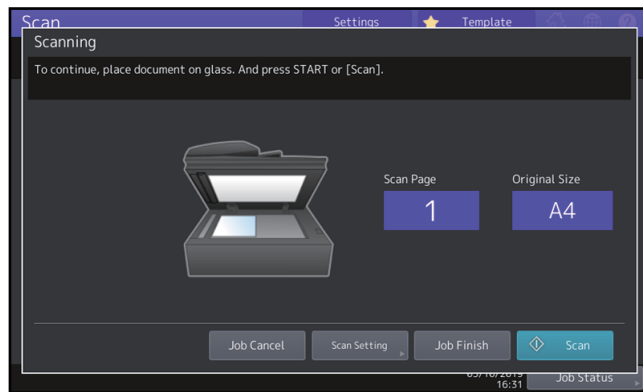 Scan
Settings
Template
Scanning
To continue, place document on glass. And press START or [Scan].
Scan Page
Original Size
1
A4
Job Cancel
Scan Setting
Job Finish
Scan
16:31
Job Status